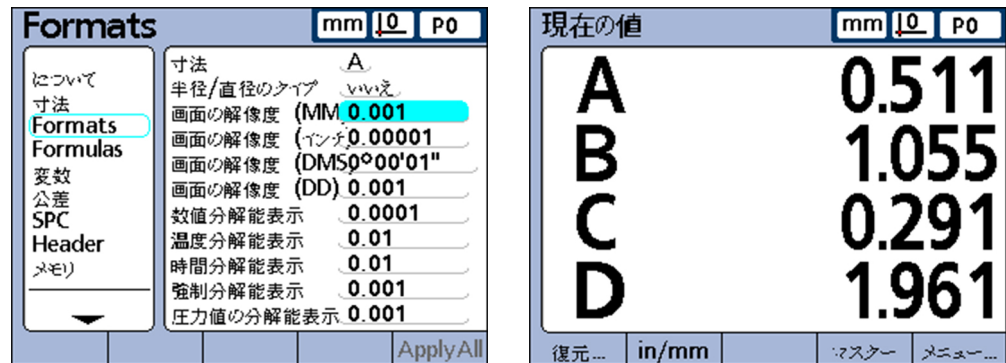 Formats
mm 0 P0
について
寸法
Formats
Formulas
変数
公差
SPC
Header
メモリ
寸法 A
半径/直径のタイプ いいえ
画面の解像度 (MM 0.001
画面の解像度 (インチ) 0.00001
画面の解像度 (DMS) 0°00'01"
画面の解像度 (DD) 0.001
数値分解能表示 0.0001
温度分解能表示 0.01
時間分解能表示 0.01
強制分解能表示 0.001
圧力値の分解能表示 0.001
Apply All
現在の値
mm 0 P0
A 0.511
B 1.055
C 0.291
D 1.961
復元... in/mm マスター メニュー...